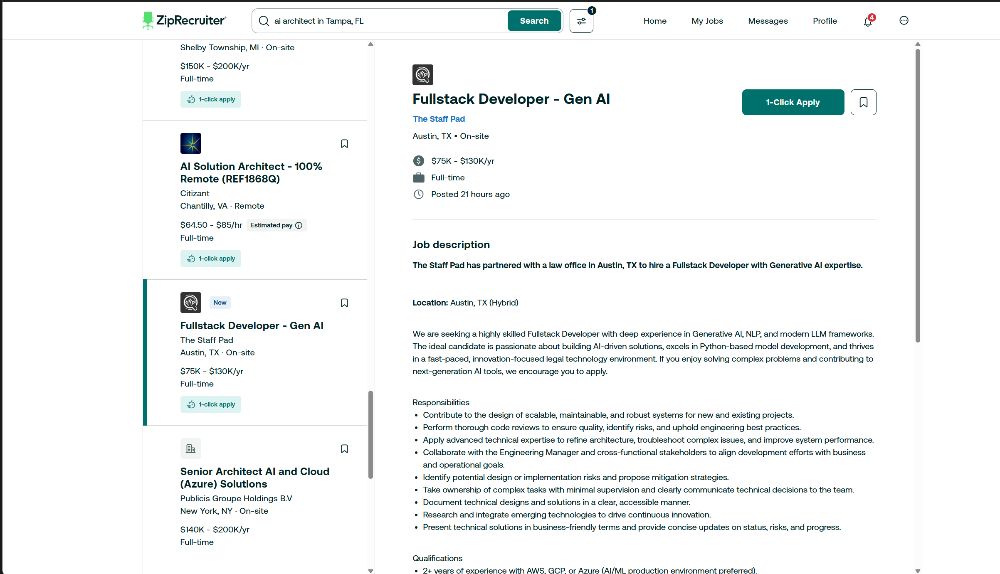 ZipRecruiter
ai architect in Tampa, FL
Search
1
Home
My Jobs
Messages
Profile
4
Shelby Township, MI · On-site
$150K - $200K/yr
Full-time
1-click apply
AI Solution Architect - 100%
Remote (REF1868Q)
Citizant
Chantilly, VA · Remote
$64.50 - $85/hr
Estimated pay
Full-time
1-click apply
New
Fullstack Developer - Gen AI
The Staff Pad
Austin, TX · On-site
$75K - $130K/yr
Full-time
1-click apply
Senior Architect AI and Cloud
(Azure) Solutions
Publicis Groupe Holdings B.V
New York, NY · On-site
$140K - $200K/yr
Full-time
Fullstack Developer - Gen AI
1-Click Apply
The Staff Pad
Austin, TX • On-site
$75K - $130K/yr
Full-time
Posted 21 hours ago
Job description
The Staff Pad has partnered with a law office in Austin, TX to hire a Fullstack Developer with Generative AI expertise.
Location: Austin, TX (Hybrid)
We are seeking a highly skilled Fullstack Developer with deep experience in Generative AI, NLP, and modern LLM frameworks.
The ideal candidate is passionate about building AI-driven solutions, excels in Python-based model development, and thrives
in a fast-paced, innovation-focused legal technology environment. If you enjoy solving complex problems and contributing to
next-generation AI tools, we encourage you to apply.
Responsibilities
• Contribute to the design of scalable, maintainable, and robust systems for new and existing projects.
• Perform thorough code reviews to ensure quality, identify risks, and uphold engineering best practices.
• Apply advanced technical expertise to refine architecture, troubleshoot complex issues, and improve system performance.
• Collaborate with the Engineering Manager and cross-functional stakeholders to align development efforts with business
and operational goals.
• Identify potential design or implementation risks and propose mitigation strategies.
• Take ownership of complex tasks with minimal supervision and clearly communicate technical decisions to the team.
• Document technical designs and solutions in a clear, accessible manner.
• Research and integrate emerging technologies to drive continuous innovation.
• Present technical solutions in business-friendly terms and provide concise updates on status, risks, and progress.
Qualifications
• 2+ years of experience with AWS, GCP, or Azure (AI/ML production environment preferred).